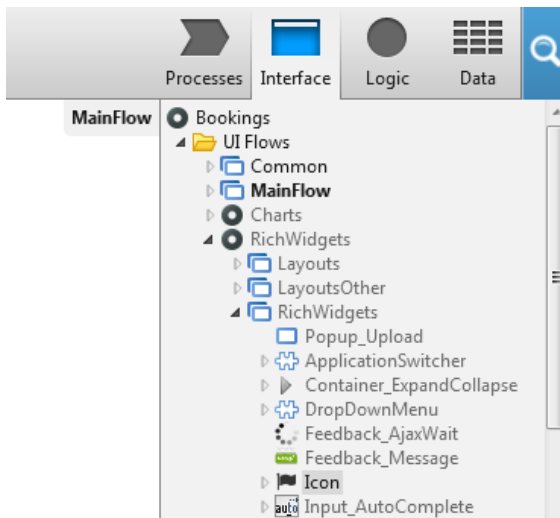 Processes Interface Logic Data
MainFlow
Bookings
UI Flows
Common
MainFlow
Charts
RichWidgets
Layouts
LayoutsOther
RichWidgets
Popup_Upload
ApplicationSwitcher
Container_ExpandCollapse
DropDownMenu
Feedback_AjaxWait
Feedback_Message
Icon
auto Input_AutoComplete